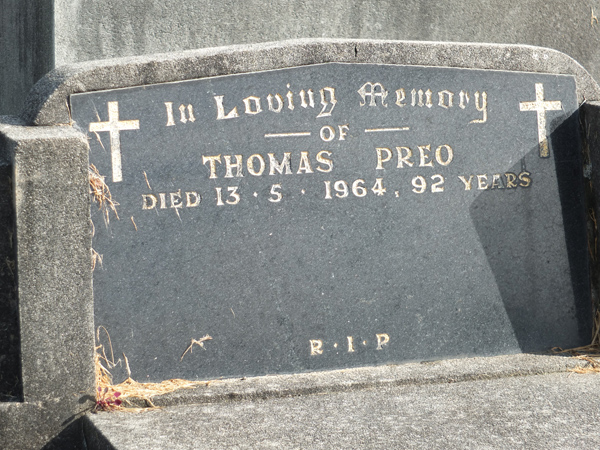 In Loving Memory
OF
THOMAS PREO
DIED 13·5·1964, 92 YEARS
R·I·P